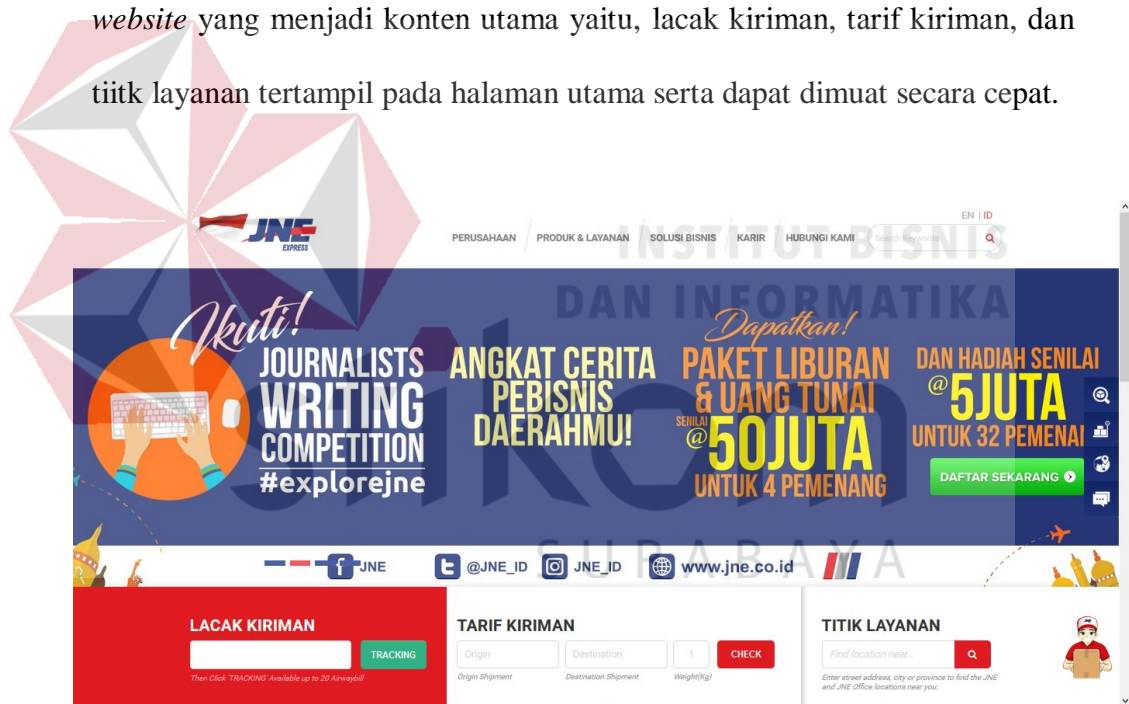 website yang menjadi konten utama yaitu, lacak kiriman, tarif kiriman, dan
tiitk layanan tertampil pada halaman utama serta dapat dimuat secara cepat.
EN | ID
JNE
EXPRESS
PERUSAHAAN PRODUK & LAYANAN SOLUSI BISNIS KARIR HUBUNGI KAMI Search Keywords
INSTITUT BISNIS
DAN INFORMATIKA
stikom
SURABAYA
Ikuti!
JOURNALISTS
WRITING
COMPETITION
#explorejne
ANGKAT CERITA
PEBISNIS
DAERAHMU!
Dapatkan!
PAKET LIBURAN
& UANG TUNAI
SENILAI
@50JUTA
UNTUK 4 PEMENANG
DAN HADIAH SENILAI
@5JUTA
UNTUK 32 PEMENA
DAFTAR SEKARANG
JNE @JNE_ID JNE_ID www.jne.co.id
LACAK KIRIMAN
TRACKING
Then Click 'TRACKING' Available up to 20 Airwaybill
TARIF KIRIMAN
Origin Destination 1 CHECK
Origin Shipment Destination Shipment Weight(Kg)
TITIK LAYANAN
Find location near...
Enter street address, city or province to find the JNE
and JNE Office locations near you.